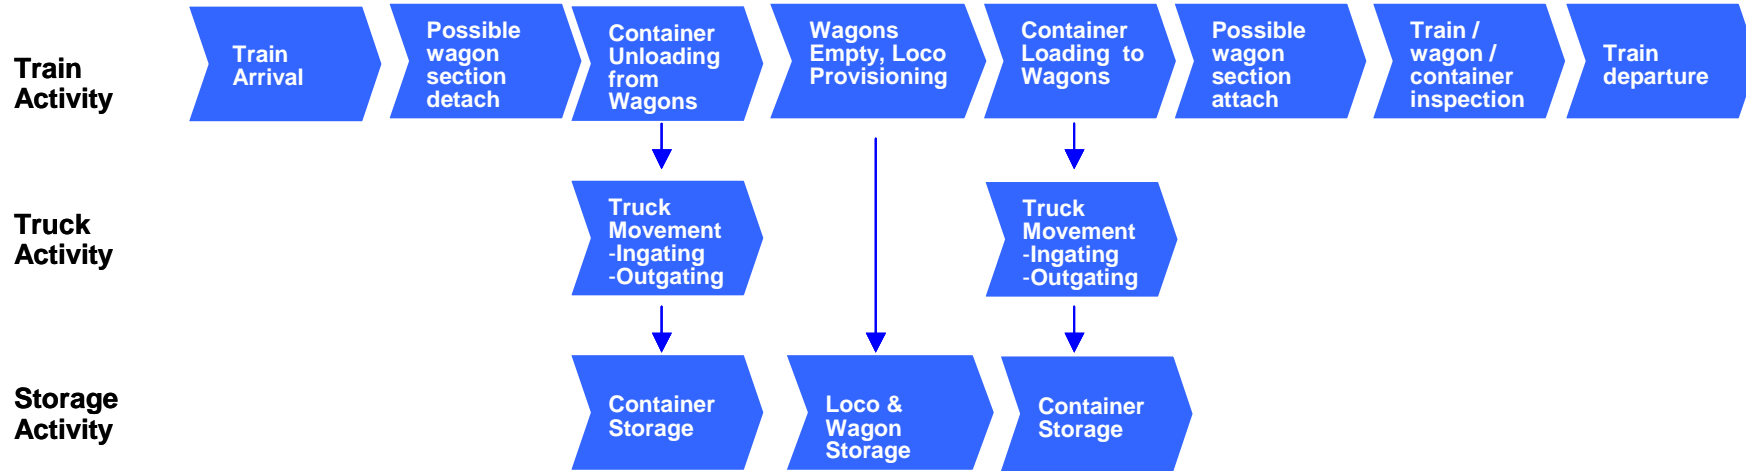 Train
Activity
Train
Arrival
Possible
wagon
section
detach
Container
Unloading
from
Wagons
Wagons
Empty, Loco
Provisioning
Container
Loading to
Wagons
Possible
wagon
section
attach
Train /
wagon /
container
inspection
Train
departure
Truck
Activity
Truck
Movement
-Ingating
-Outgating
Truck
Movement
-Ingating
-Outgating
Storage
Activity
Container
Storage
Loco &
Wagon
Storage
Container
Storage